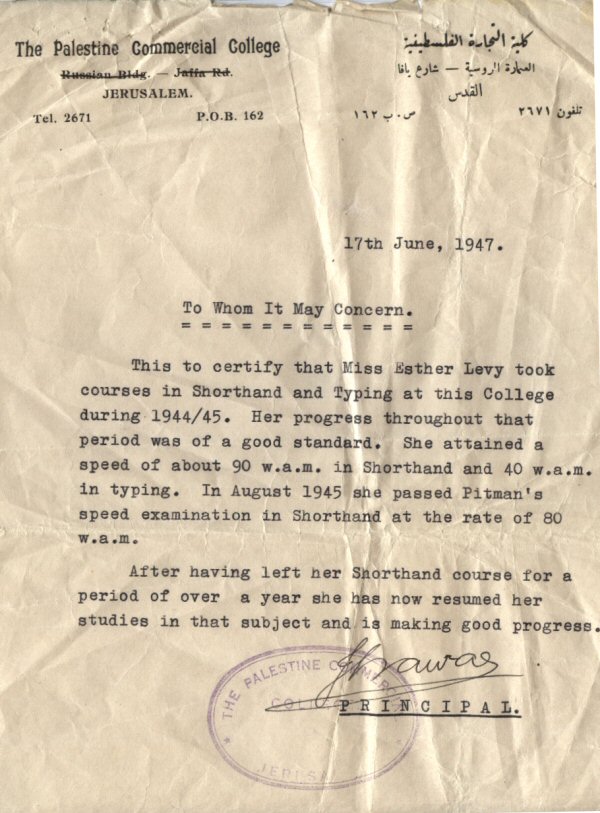 The Palestine Commercial College
Russian Bldg. — Jaffa Rd.
JERUSALEM.
Tel. 2671 P.O.B. 162
كلية التجارة الفلسطينية
العمارة الروسية — شارع يافا
القدس
تلفون ٢٦٧١ ص.ب ١٦٢
17th June, 1947.
To Whom It May Concern.
= = = = = = = = = = = =
This to certify that Miss Esther Levy took
courses in Shorthand and Typing at this College
during 1944/45. Her progress throughout that
period was of a good standard. She attained a
speed of about 90 w.a.m. in Shorthand and 40 w.a.m.
in typing. In August 1945 she passed Pitman's
speed examination in Shorthand at the rate of 80
w.a.m.
After having left her Shorthand course for a
period of over a year she has now resumed her
studies in that subject and is making good progress.
PRINCIPAL.
THE PALESTINE COMMERCIAL
COLLEGE